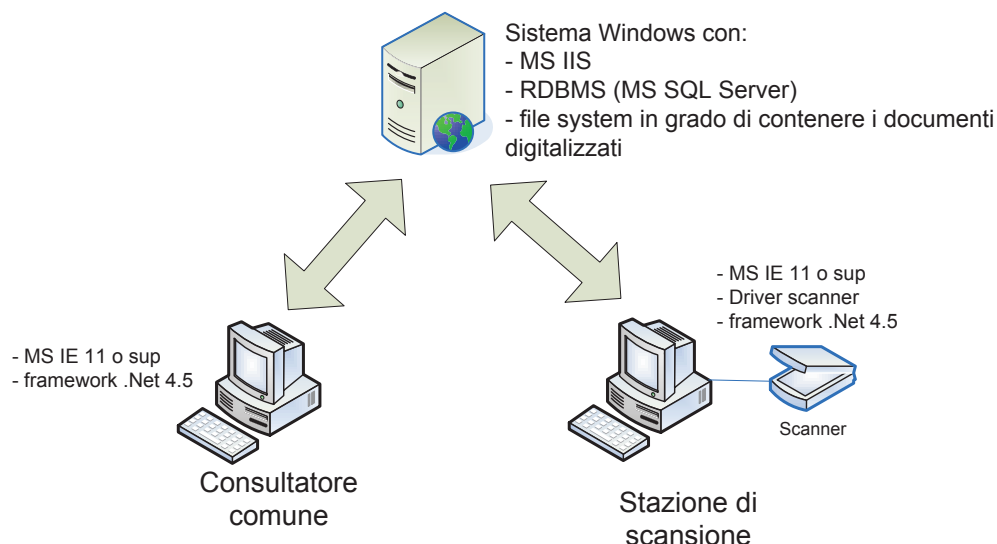 Sistema Windows con:
- MS IIS
- RDBMS (MS SQL Server)
- file system in grado di contenere i documenti
digitalizzati
- MS IE 11 o sup
- Driver scanner
- framework .Net 4.5
- MS IE 11 o sup
- framework .Net 4.5
Scanner
Consultatore
comune
Stazione di
scansione